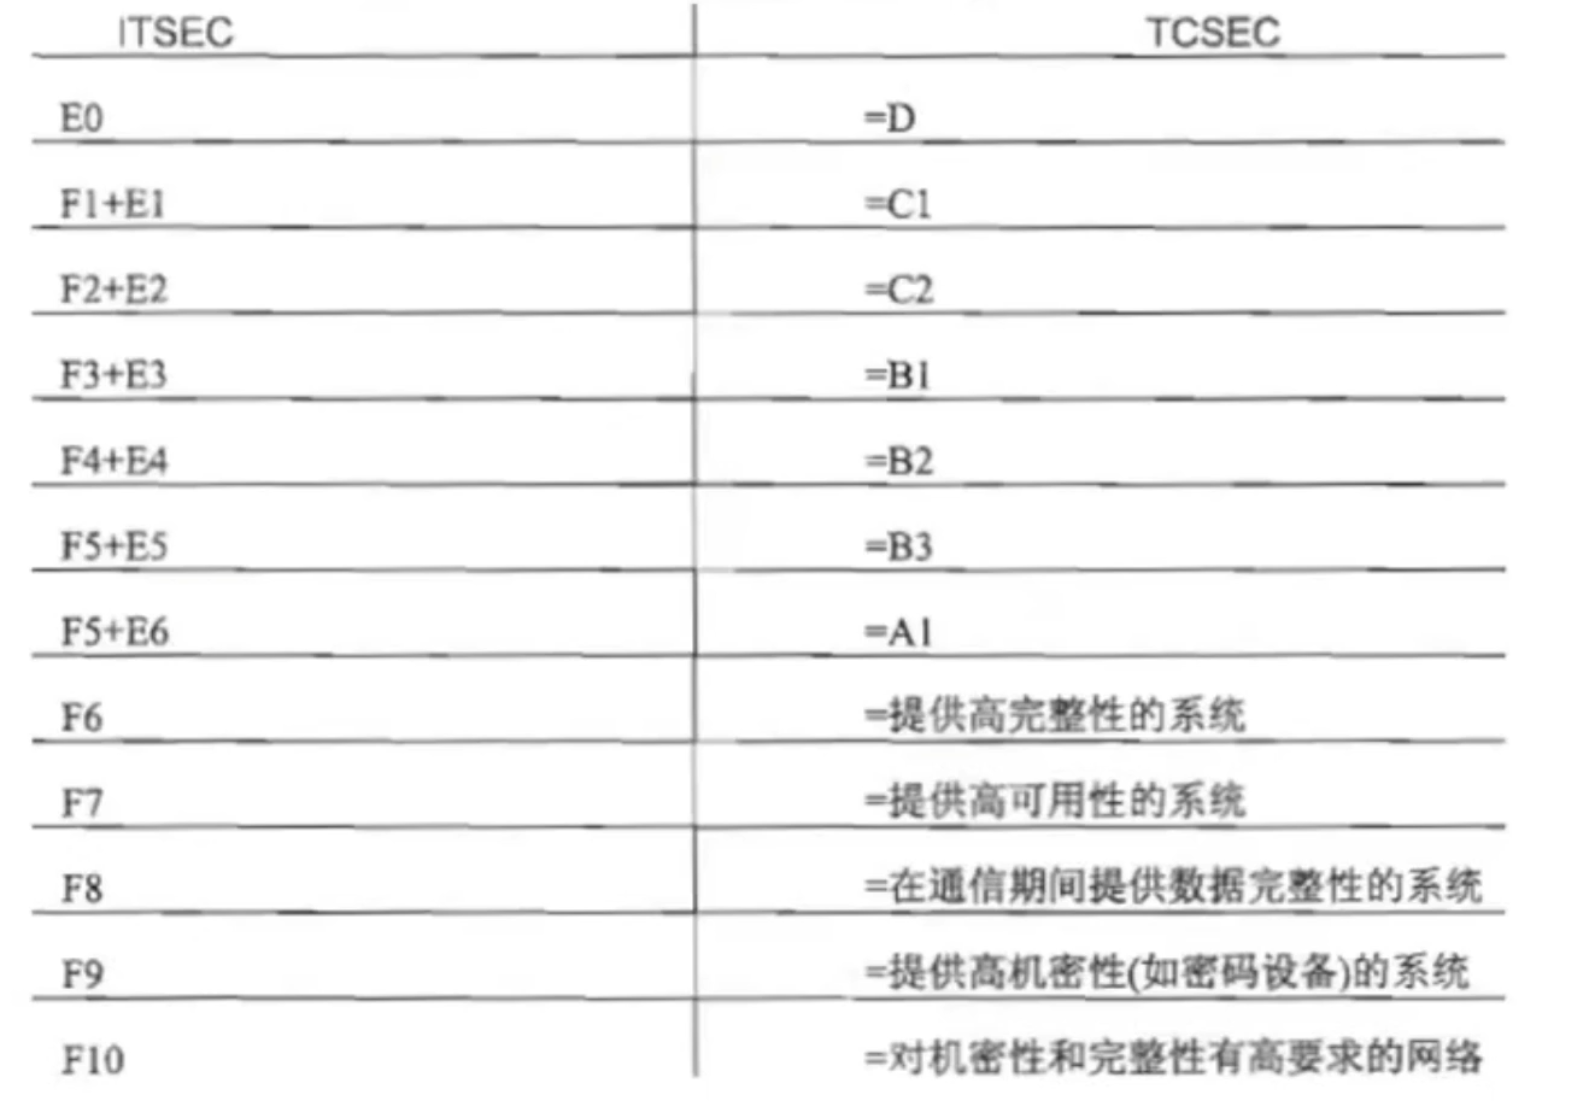 ITSEC TCSEC
E0 =D
F1+E1 =C1
F2+E2 =C2
F3+E3 =B1
F4+E4 =B2
F5+E5 =B3
F5+E6 =A1
F6 =提供高完整性的系统
F7 =提供高可用性的系统
F8 =在通信期间提供数据完整性的系统
F9 =提供高机密性(如密码设备)的系统
F10 =对机密性和完整性有高要求的网络